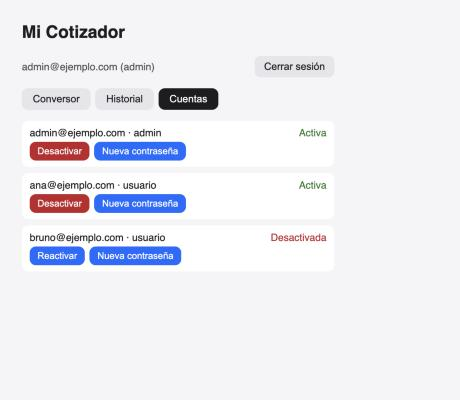 Mi Cotizador
admin@ejemplo.com (admin)
Cerrar sesión
Conversor Historial Cuentas
admin@ejemplo.com · admin Activa
Desactivar Nueva contraseña
ana@ejemplo.com · usuario Activa
Desactivar Nueva contraseña
bruno@ejemplo.com · usuario Desactivada
Reactivar Nueva contraseña